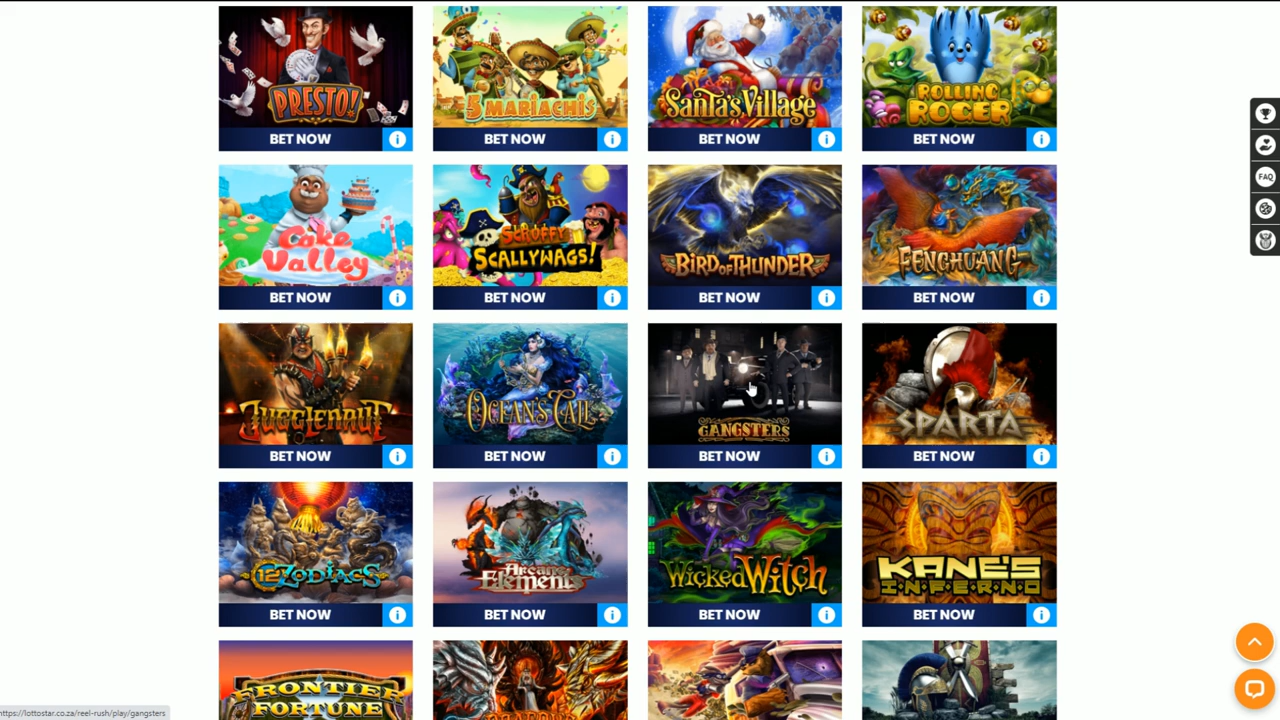 PRESTO!
5 MARIACHIS
Santa's Village
ROLLING
ROGER
BET NOW
BET NOW
BET NOW
BET NOW
FAQ
Cake
Valley
SCRUFFY
SCALLYWAGS!
BIRD OF THUNDER
FENGHUANG
BET NOW
BET NOW
BET NOW
BET NOW
JUGGLENAUT
OCEAN'S CALL
GANGSTERS
SPARTA
BET NOW
BET NOW
BET NOW
BET NOW
12 ZODIACS
ARCANE
ELEMENTS
WICKED WITCH
KANE'S
I·N·F·E·R·N·O
BET NOW
BET NOW
BET NOW
BET NOW
FRONTIER
FORTUNE
https://lottostar.co.za/reel-rush/play/gangsters